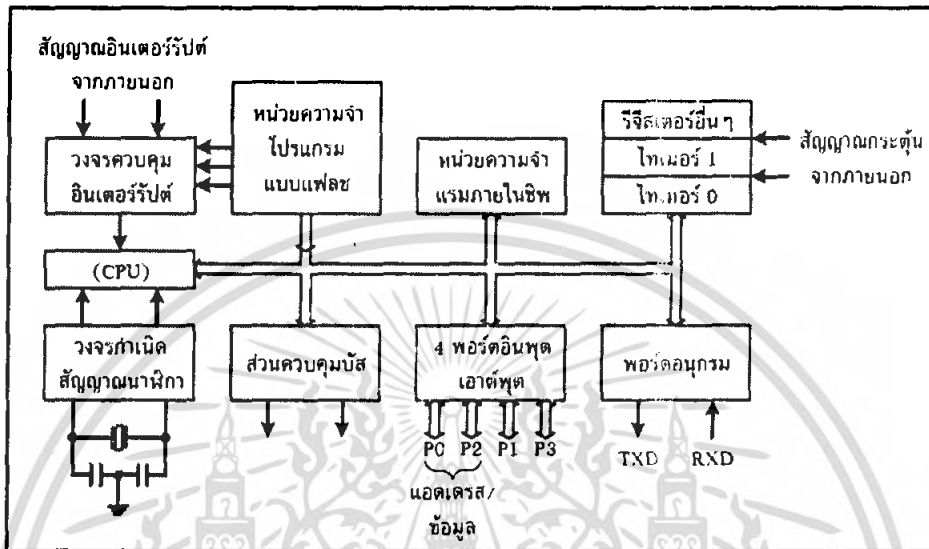 สัญญาณอินเตอร์รัปต์
จากภายนอก
วงจรควบคุม
อินเตอร์รัปต์
หน่วยความจำ
โปรแกรม
แบบแฟลช
หน่วยความจำ
แรมภายในชิพ
รีจีสเตอร์อื่นๆ
ไทเมอร์ 1
ไทเมอร์ 0
สัญญาณกระตุ้น
จากภายนอก
(CPU)
วงจรกำเนิด
สัญญาณนาฬิกา
ส่วนควบคุมบัส
4 พอร์ตอินพุต
เอาต์พุต
พอร์ตอนุกรม
P0 P2 P1 P3
TXD RXD
แอดเดรส/
ข้อมูล